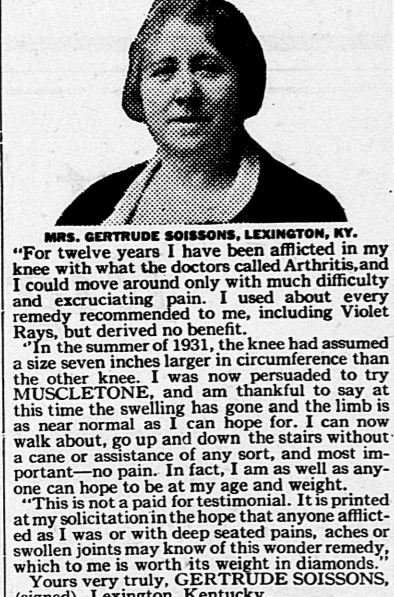 MRS. GERTRUDE SOISSONS, LEXINGTON, KY.
“For twelve years I have been afflicted in my
knee with what the doctors called Arthritis, and
I could move around only with much difficulty
and excruciating pain. I used about every
remedy recommended to me, including Violet
Rays, but derived no benefit.
“In the summer of 1931, the knee had assumed
a size seven inches larger in circumference than
the other knee. I was now persuaded to try
MUSCLETONE, and am thankful to say at
this time the swelling has gone and the limb is
as near normal as I can hope for. I can now
walk about, go up and down the stairs without
a cane or assistance of any sort, and most im-
portant—no pain. In fact, I am as well as any-
one can hope to be at my age and weight.
“This is not a paid for testimonial. It is printed
at my solicitation in the hope that anyone afflict-
ed as I was or with deep seated pains, aches or
swollen joints may know of this wonder remedy,
which to me is worth its weight in diamonds.”
Yours very truly, GERTRUDE SOISSONS,
(signed) Lexington, Kentucky